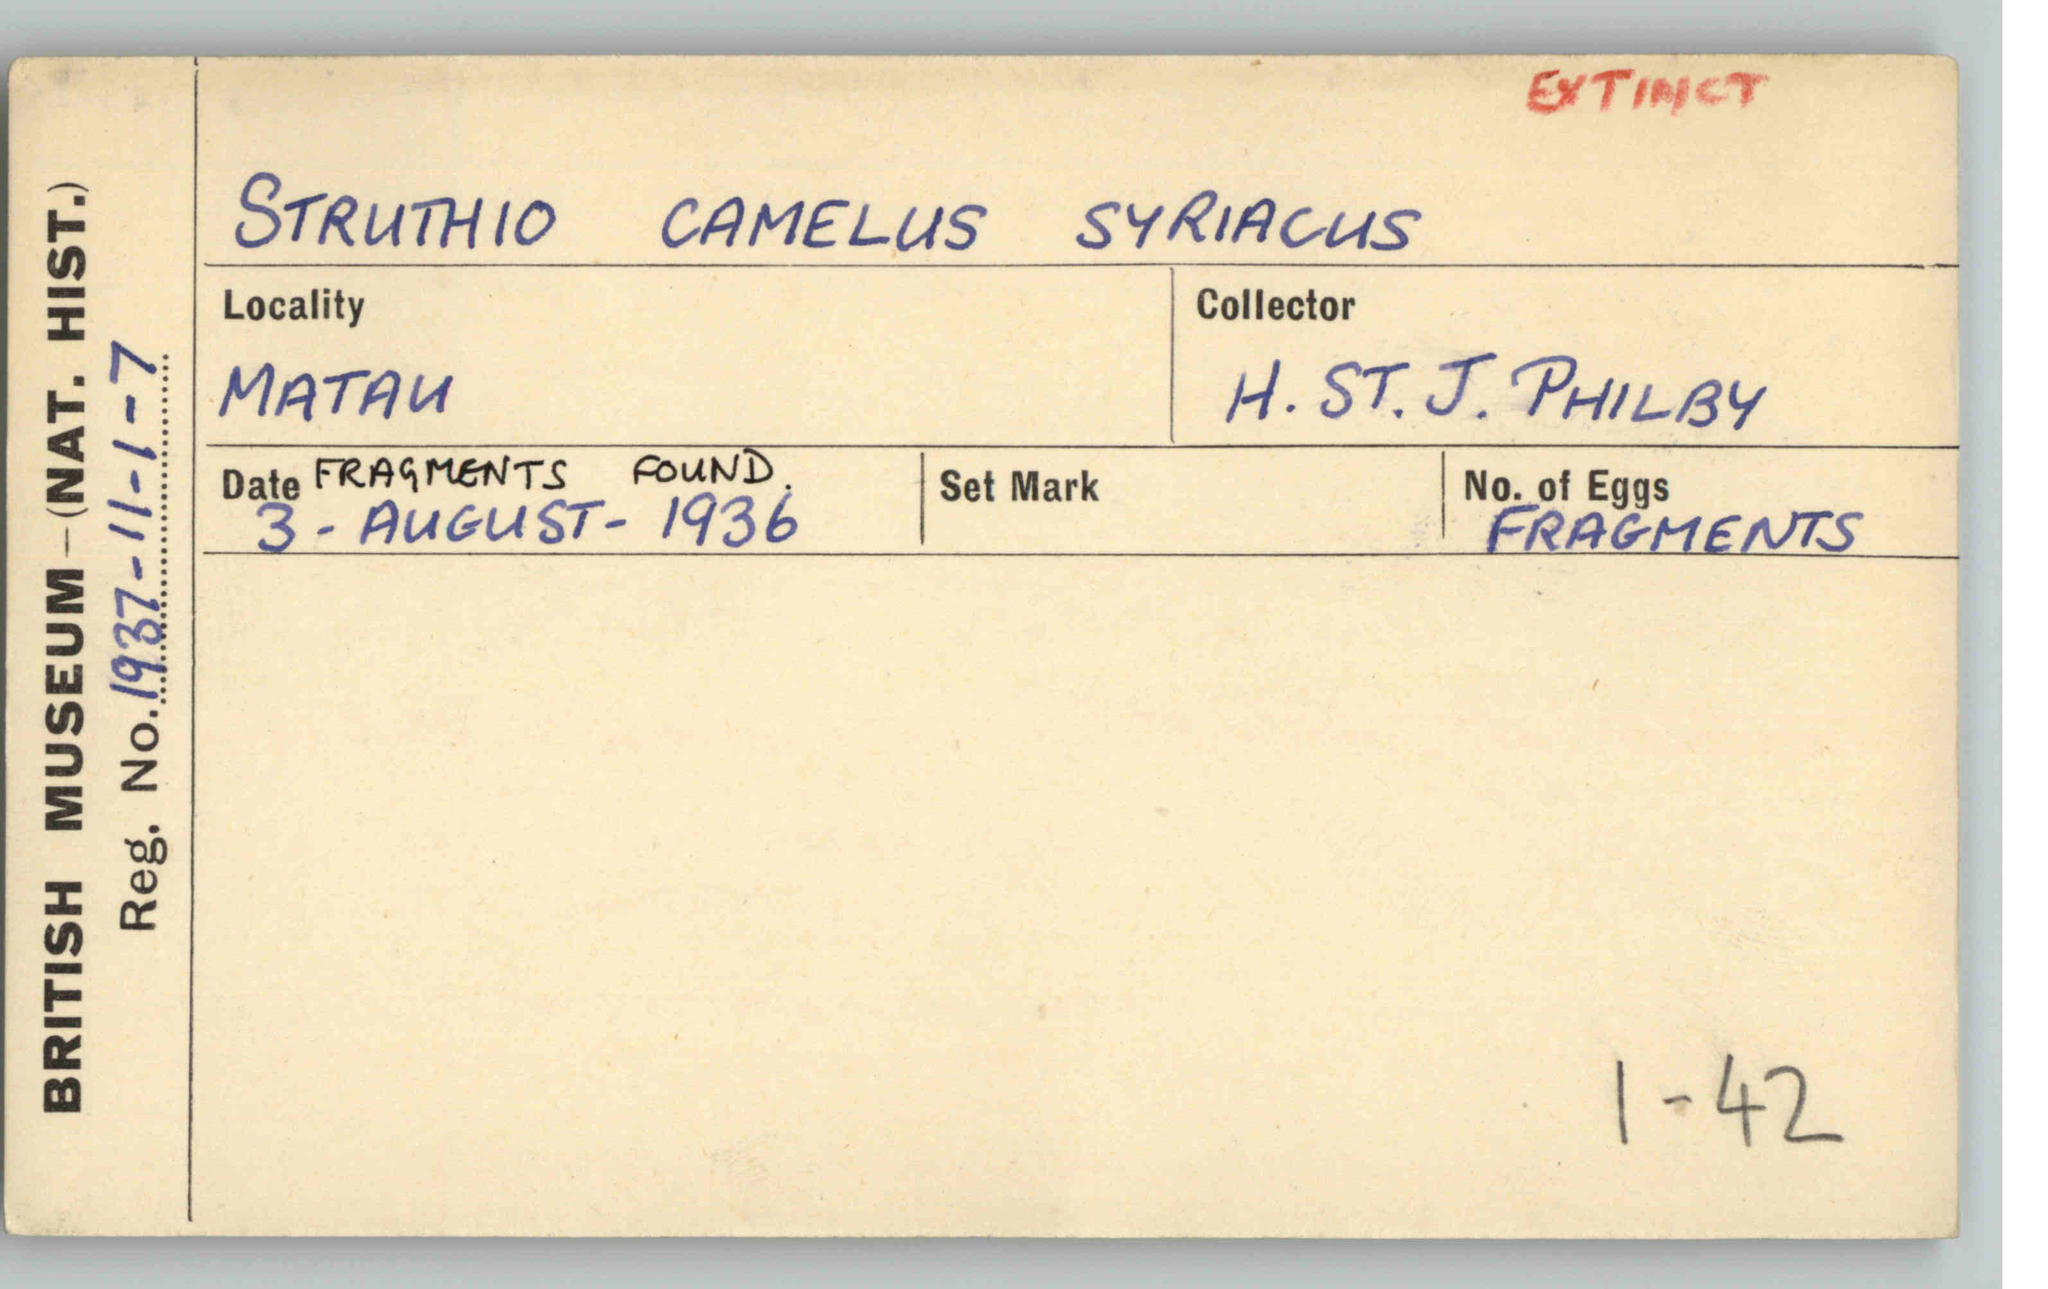 EXTINCT
STRUTHIO CAMELUS SYRIACUS
Locality
MATAU
Collector
H. ST. J. PHILBY
Date FRAGMENTS FOUND.
3 - AUGUST - 1936
Set Mark
No. of Eggs
FRAGMENTS
1-42
BRITISH MUSEUM—(NAT. HIST.)
Reg. No. 1937-11-1-7